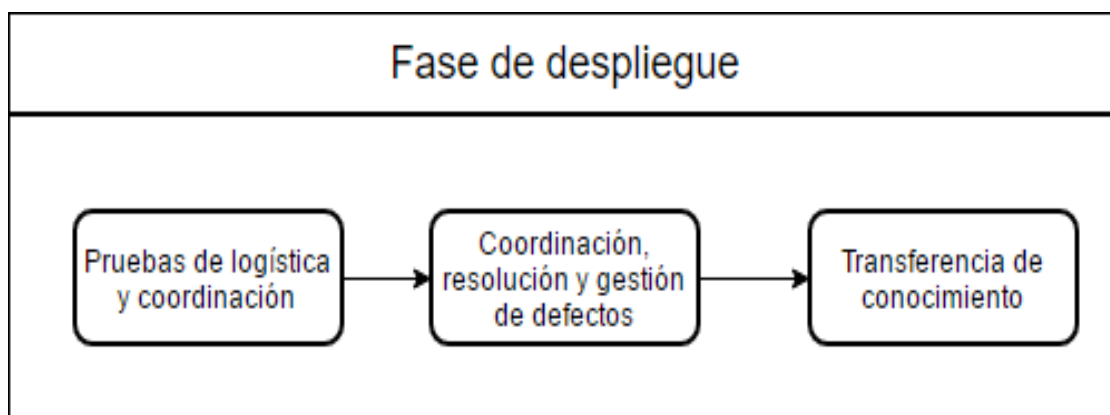 Fase de despliegue
Pruebas de logística
y coordinación
Coordinación,
resolución y gestión
de defectos
Transferencia de
conocimiento